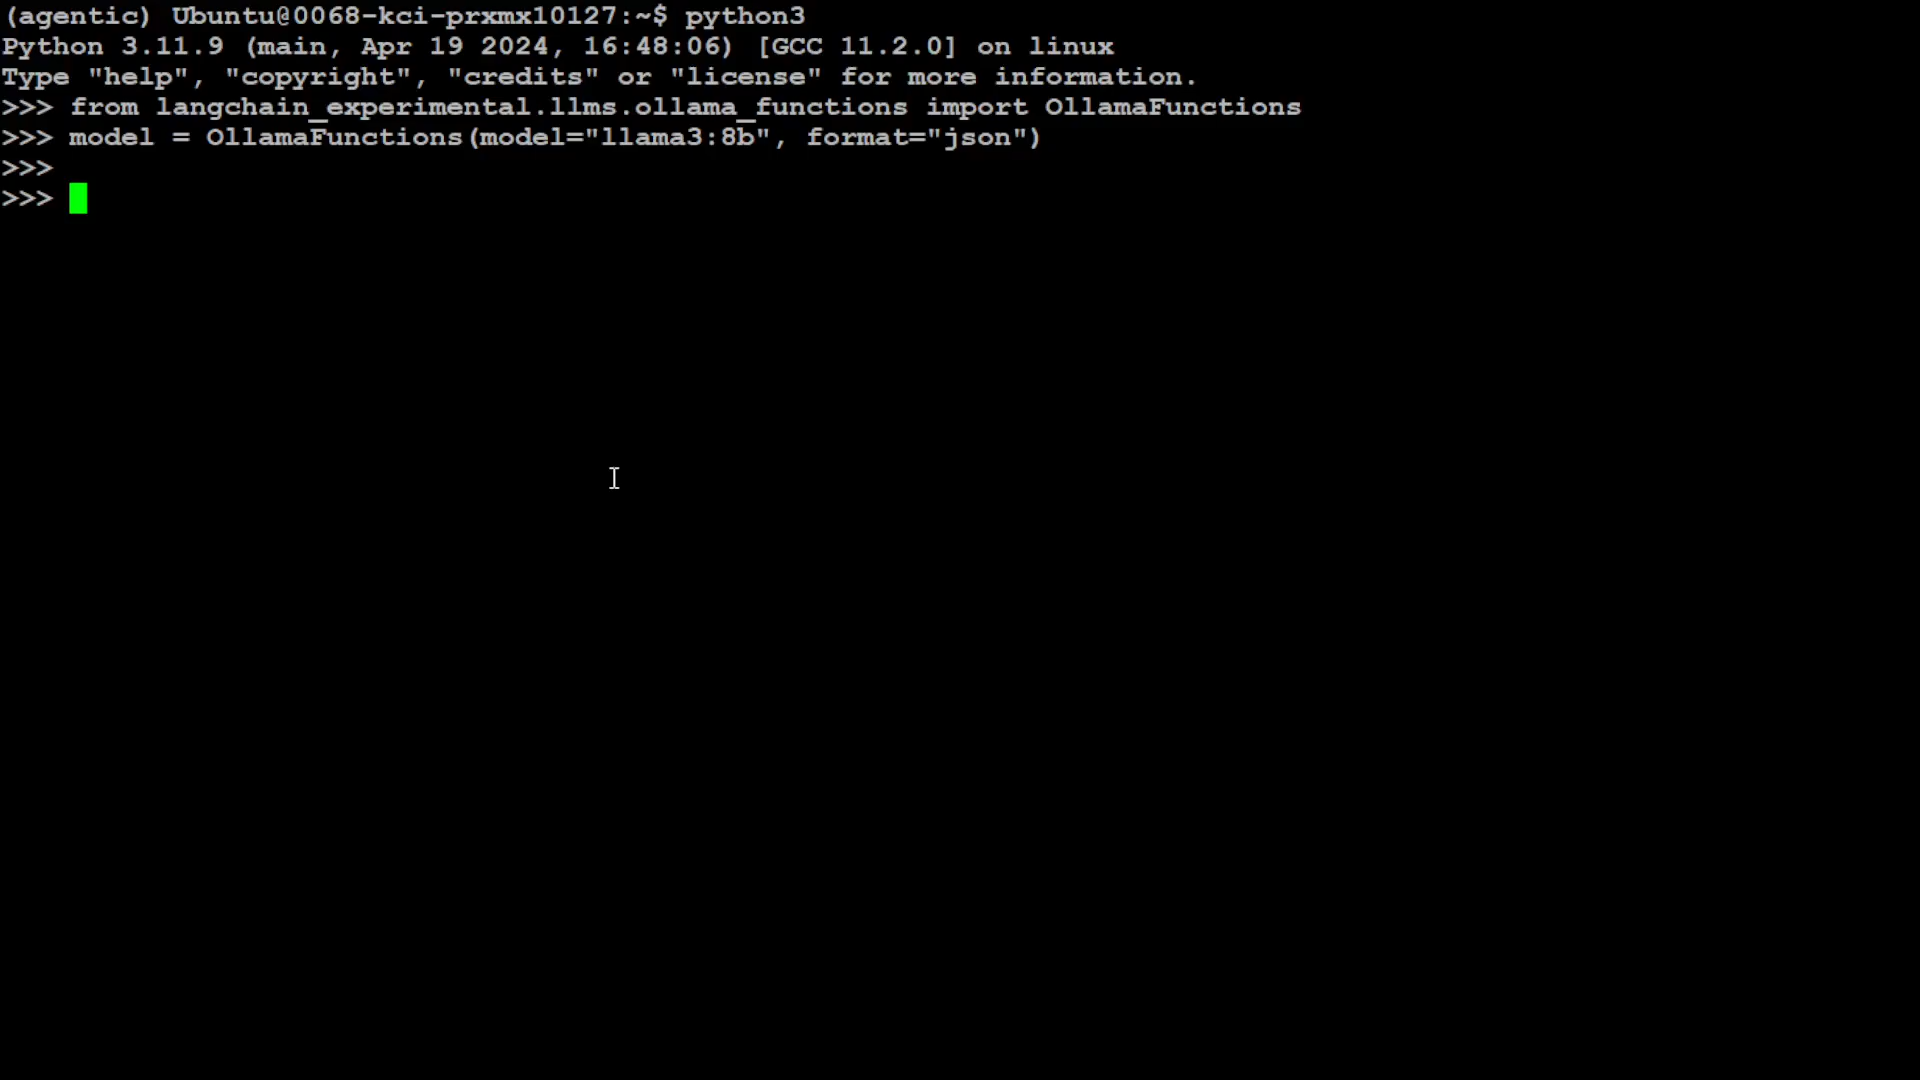 (agentic) Ubuntu@0068-kci-prxmx10127:~$ python3
Python 3.11.9 (main, Apr 19 2024, 16:48:06) [GCC 11.2.0] on linux
Type "help", "copyright", "credits" or "license" for more information.
>>> from langchain_experimental.llms.ollama_functions import OllamaFunctions
>>> model = OllamaFunctions(model="llama3:8b", format="json")
>>>
>>>